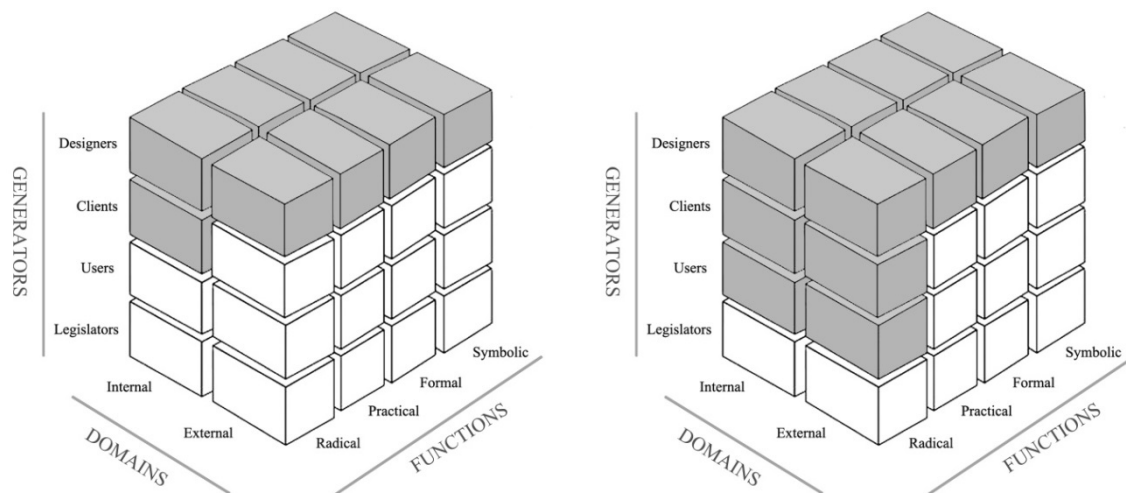 GENERATORS
Designers
Clients
Users
Legislators
Internal
External
DOMAINS
Radical
Practical
Formal
Symbolic
FUNCTIONS
GENERATORS
Designers
Clients
Users
Legislators
Internal
External
DOMAINS
Radical
Practical
Formal
Symbolic
FUNCTIONS